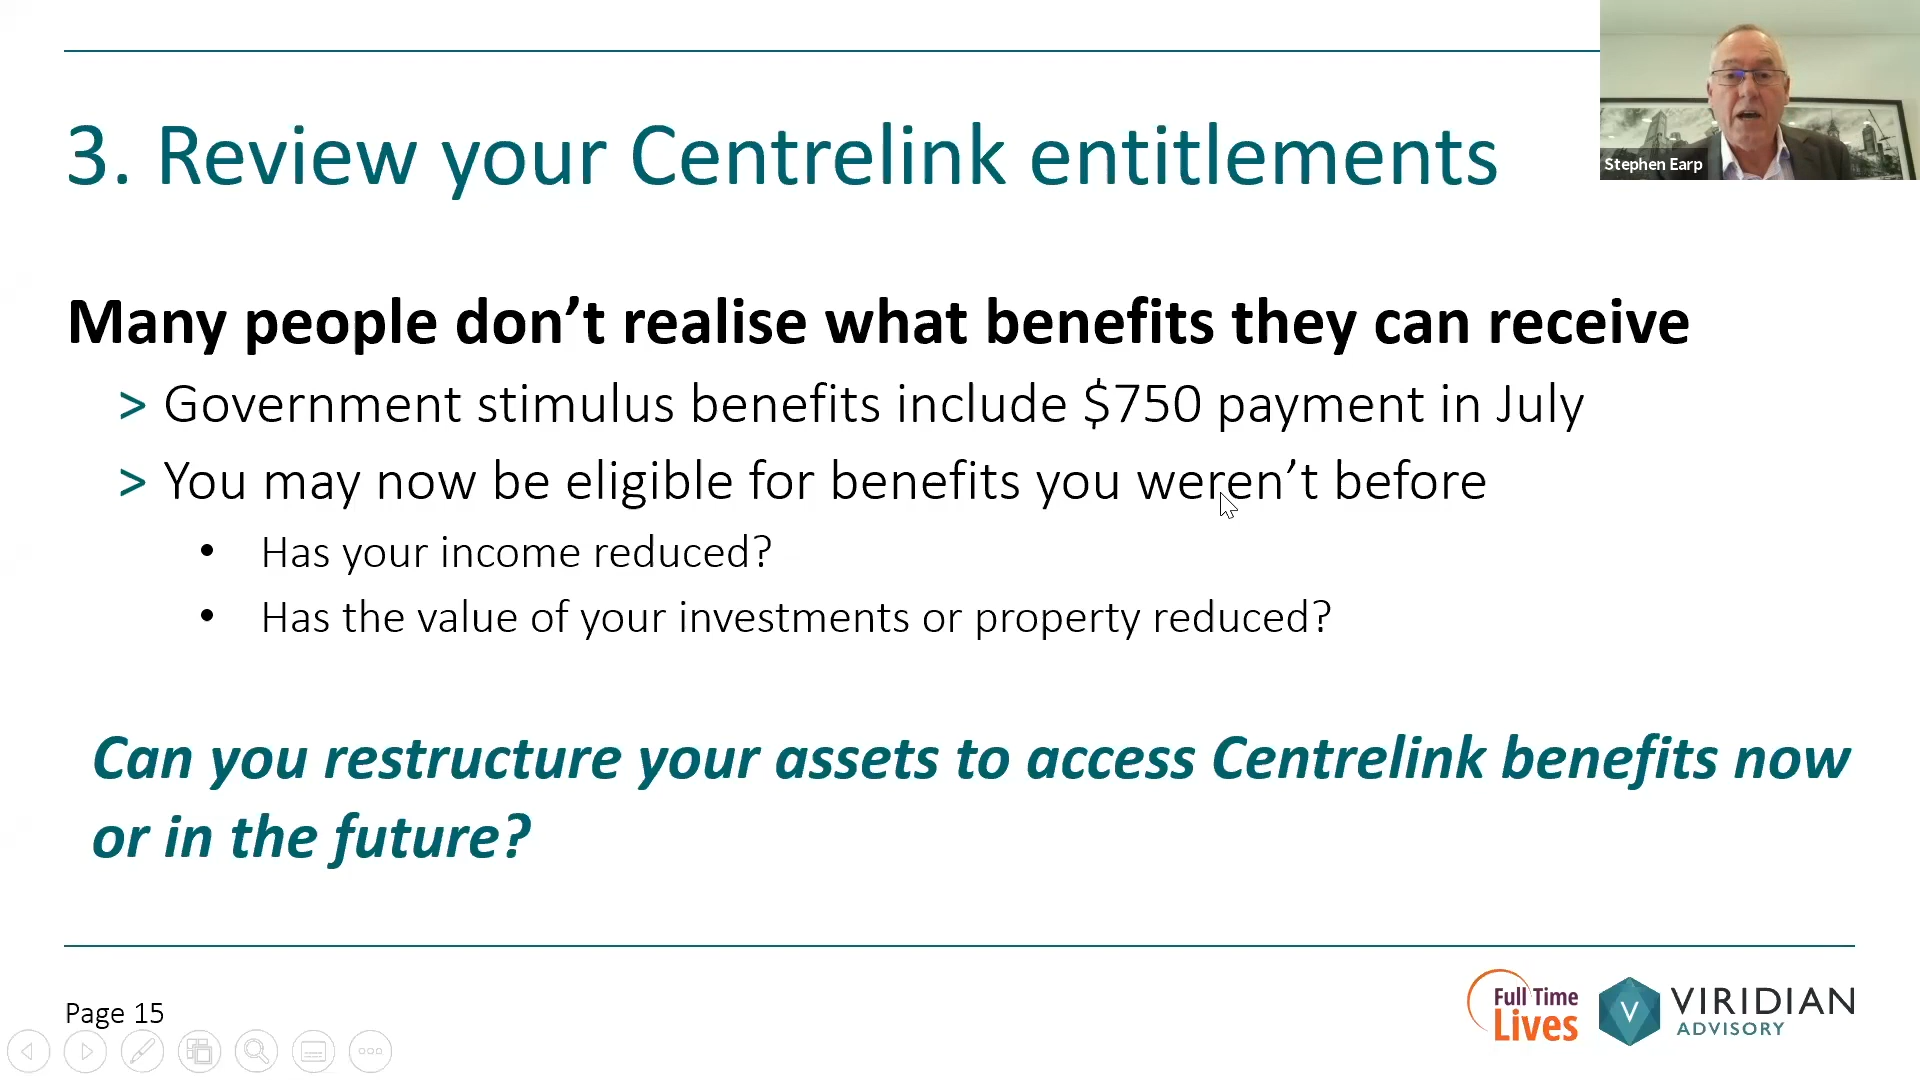 3. Review your Centrelink entitlements
Stephen Earp
Many people don’t realise what benefits they can receive
> Government stimulus benefits include $750 payment in July
> You may now be eligible for benefits you weren’t before
• Has your income reduced?
• Has the value of your investments or property reduced?
Can you restructure your assets to access Centrelink benefits now
or in the future?
Page 15
Full Time
Lives
V
VIRIDIAN
ADVISORY